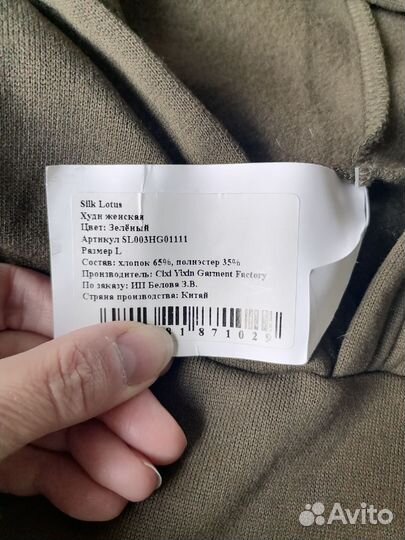 Silk Lotus
Худи женская
Цвет: Зелёный
Артикул SL003HG01111
Размер L
Состав: хлопок 65%, полиэстер 35%
Производитель: Cixi Yixin Garment Factory
По заказу: ИП Белова З.В.
Страна производства: Китай
81871029
Avito